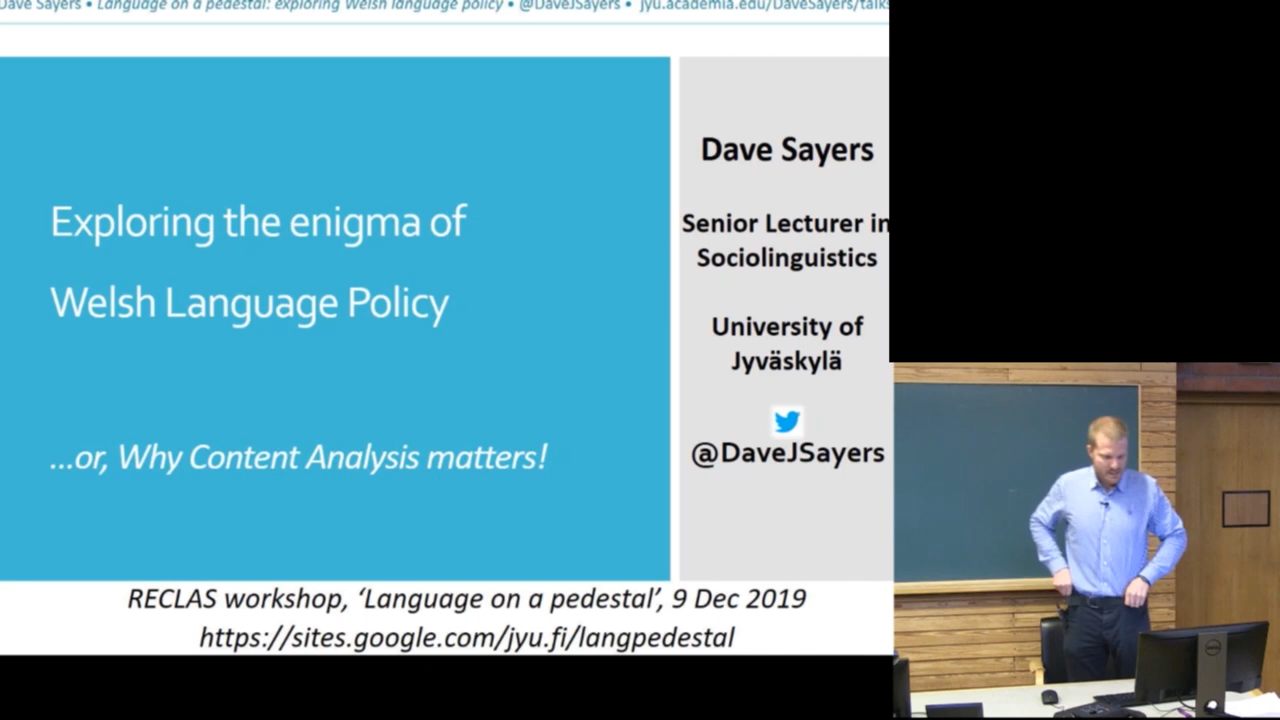 Dave Sayers • Language on a pedestal: exploring Welsh language policy • @DaveJSayers • jyu.academia.edu/DaveSayers/talks
Exploring the enigma of
Welsh Language Policy
...or, Why Content Analysis matters!
Dave Sayers
Senior Lecturer in
Sociolinguistics
University of
Jyväskylä
@DaveJSayers
RECLAS workshop, ‘Language on a pedestal’, 9 Dec 2019
https://sites.google.com/jyu.fi/langpedestal
DELL